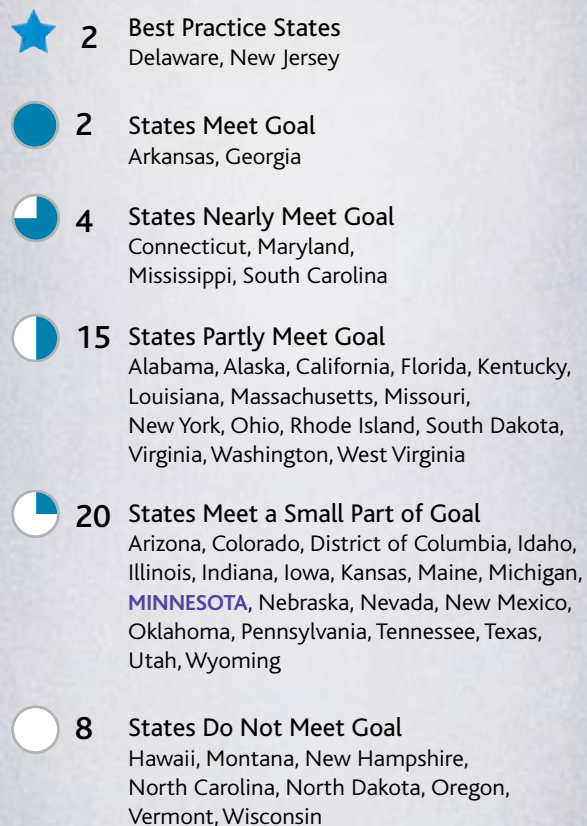 2 Best Practice States
Delaware, New Jersey
2 States Meet Goal
Arkansas, Georgia
4 States Nearly Meet Goal
Connecticut, Maryland,
Mississippi, South Carolina
15 States Partly Meet Goal
Alabama, Alaska, California, Florida, Kentucky,
Louisiana, Massachusetts, Missouri,
New York, Ohio, Rhode Island, South Dakota,
Virginia, Washington, West Virginia
20 States Meet a Small Part of Goal
Arizona, Colorado, District of Columbia, Idaho,
Illinois, Indiana, Iowa, Kansas, Maine, Michigan,
MINNESOTA, Nebraska, Nevada, New Mexico,
Oklahoma, Pennsylvania, Tennessee, Texas,
Utah, Wyoming
8 States Do Not Meet Goal
Hawaii, Montana, New Hampshire,
North Carolina, North Dakota, Oregon,
Vermont, Wisconsin